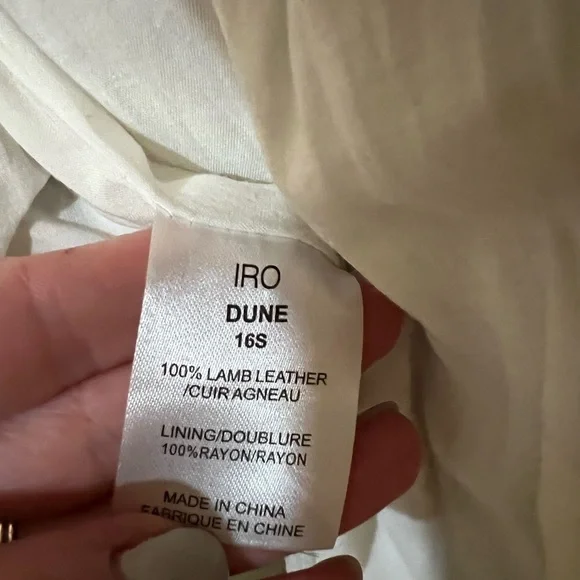 IRO
DUNE
16S
100% LAMB LEATHER
/CUIR AGNEAU
LINING/DOUBLURE
100%RAYON/RAYON
MADE IN CHINA
FABRIQUE EN CHINE